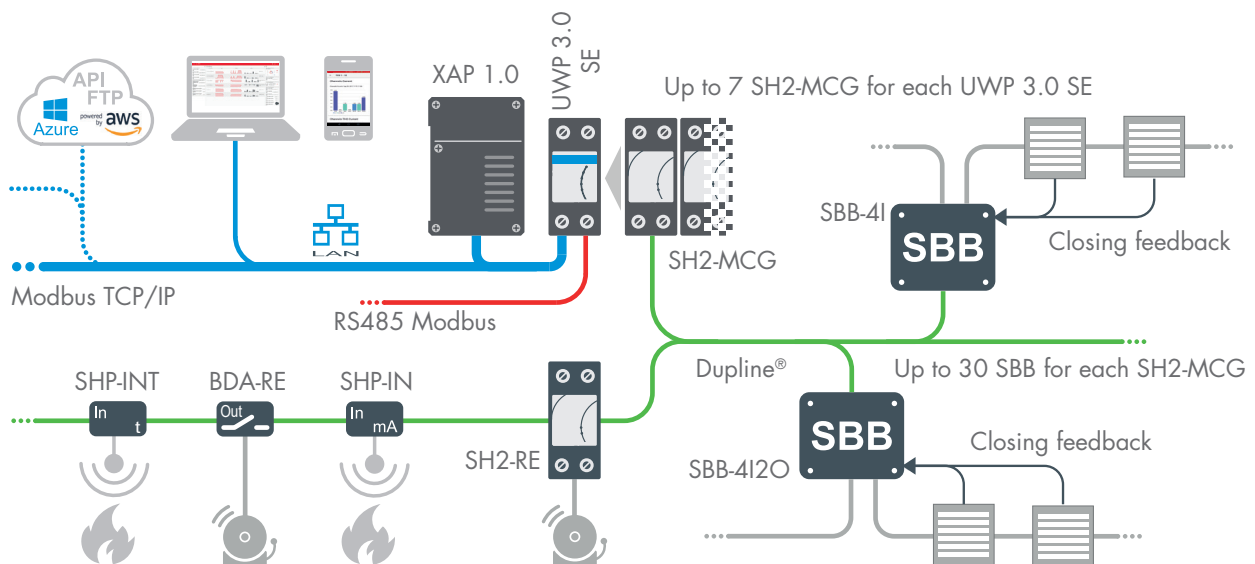 API
FTP
Azure
powered by aws
XAP 1.0
UWP 3.0
SE
Up to 7 SH2-MCG for each UWP 3.0 SE
SBB-4I
SBB
Closing feedback
LAN
SH2-MCG
Modbus TCP/IP
RS485 Modbus
Dupline®
Up to 30 SBB for each SH2-MCG
SHP-INT
BDA-RE
SHP-IN
In
t
Out
In
mA
SH2-RE
SBB
SBB-4I2O
Closing feedback